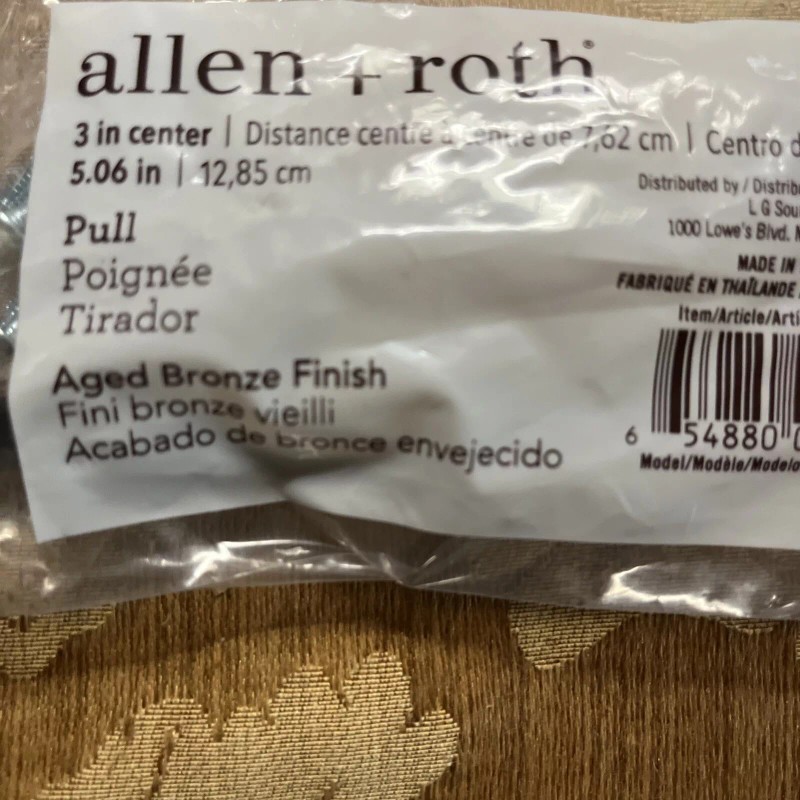 allen + roth®
3 in center | Distance centre à centre de 7,62 cm | Centro d
5.06 in | 12,85 cm
Distributed by / Distrib
L G Sou
1000 Lowe's Blvd. M
Pull
Poignée
Tirador
MADE IN
FABRIQUÉ EN THAÏLANDE
Item/Article/Arti
Aged Bronze Finish
Fini bronze vieilli
Acabado de bronce envejecido
6 54880 0
Model/Modèle/Modelo